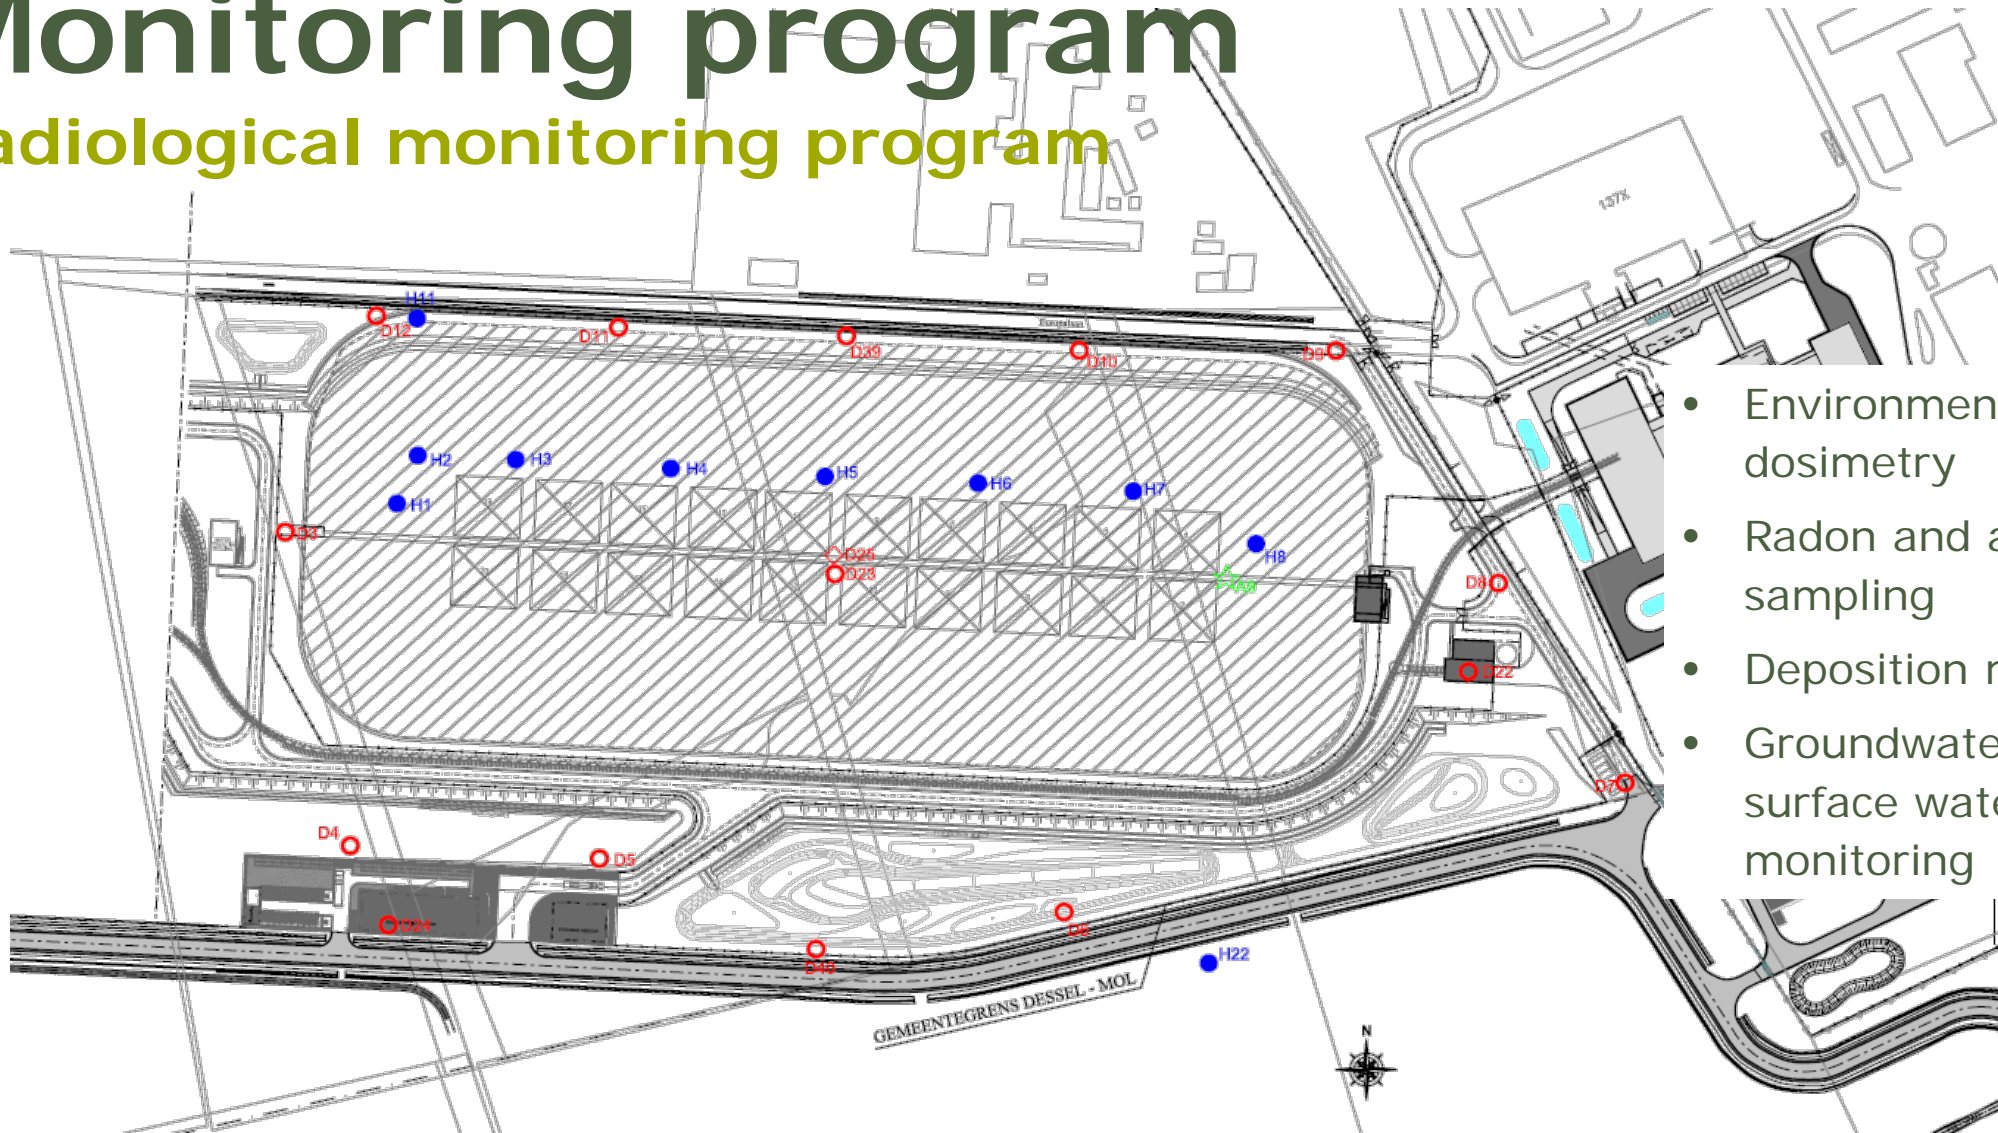 Monitoring program
adiological monitoring program
137X
H11
D12
D11
D39
D10
D9
H2
H3
H4
H5
H6
H7
H1
D3
D25
D23
H8
A9
D8
D22
D7
D4
D5
D24
D6
D40
H22
GEMEENTEGRENS DESSEL - MOL
N
• Environmen
dosimetry
• Radon and a
sampling
• Deposition r
• Groundwate
surface wate
monitoring